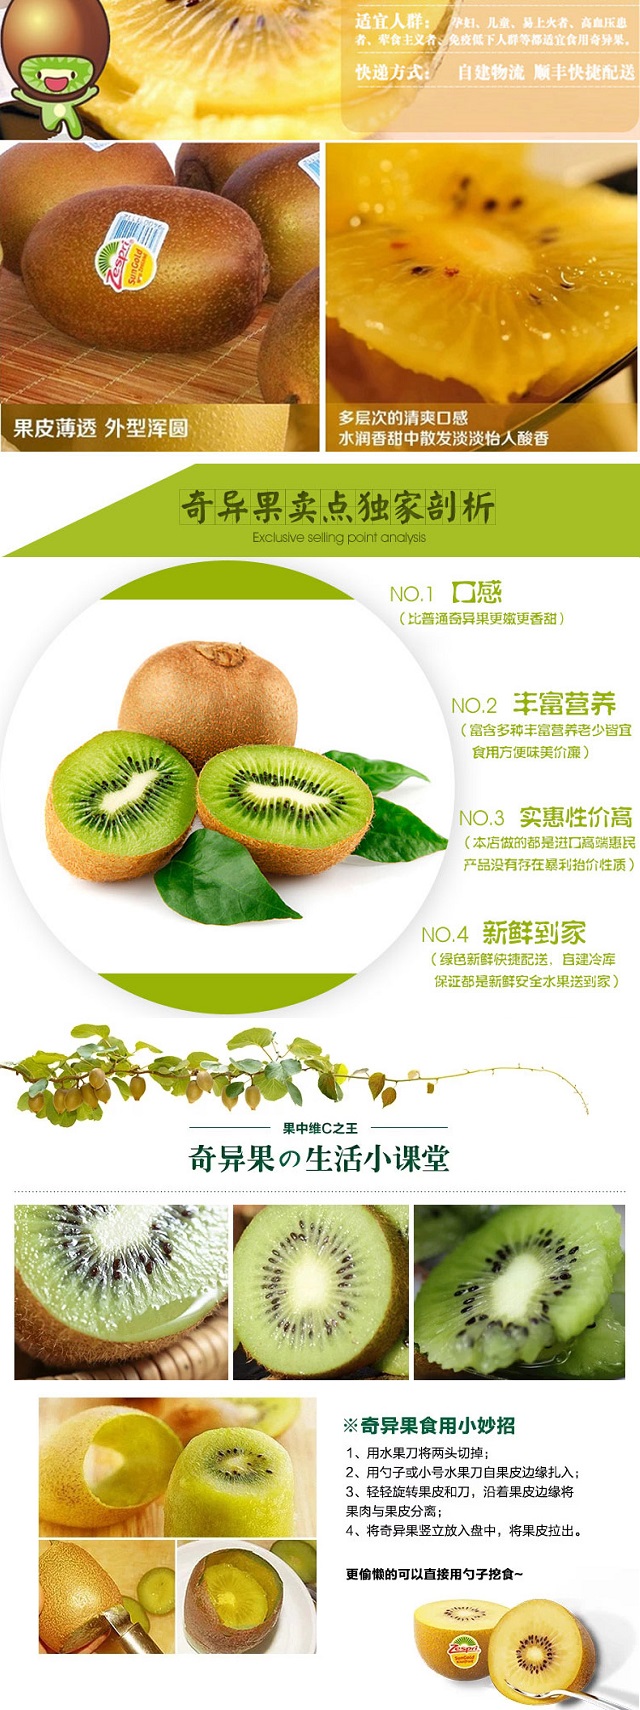 适宜人群： 孕妇、儿童、易上火者、高血压患
者、荤食主义者、免疫低下人群等都适宜食用奇异果。
快递方式： 自建物流 顺丰快捷配送
Zespri
SunGold
果皮薄透 外型浑圆
多层次的清爽口感
水润香甜中散发淡淡怡人酸香
奇异果卖点独家剖析
Exclusive selling point analysis
NO.1 口感
（比普通奇异果更嫩更香甜）
NO.2 丰富营养
（富含多种丰富营养老少皆宜
食用方便味美价廉）
NO.3 实惠性价高
（本店做的都是进口高端惠民
产品没有存在暴利抬价性质）
NO.4 新鲜到家
（绿色新鲜快捷配送，自建冷库
保证都是新鲜安全水果送到家）
果中维C之王
奇异果の生活小课堂
※奇异果食用小妙招
1、用水果刀将两头切掉；
2、用勺子或小号水果刀自果皮边缘扎入；
3、轻轻旋转果皮和刀，沿着果皮边缘将
果肉与果皮分离；
4、将奇异果竖立放入盘中，将果皮拉出。
更偷懒的可以直接用勺子挖食~
Zespri
SunGold